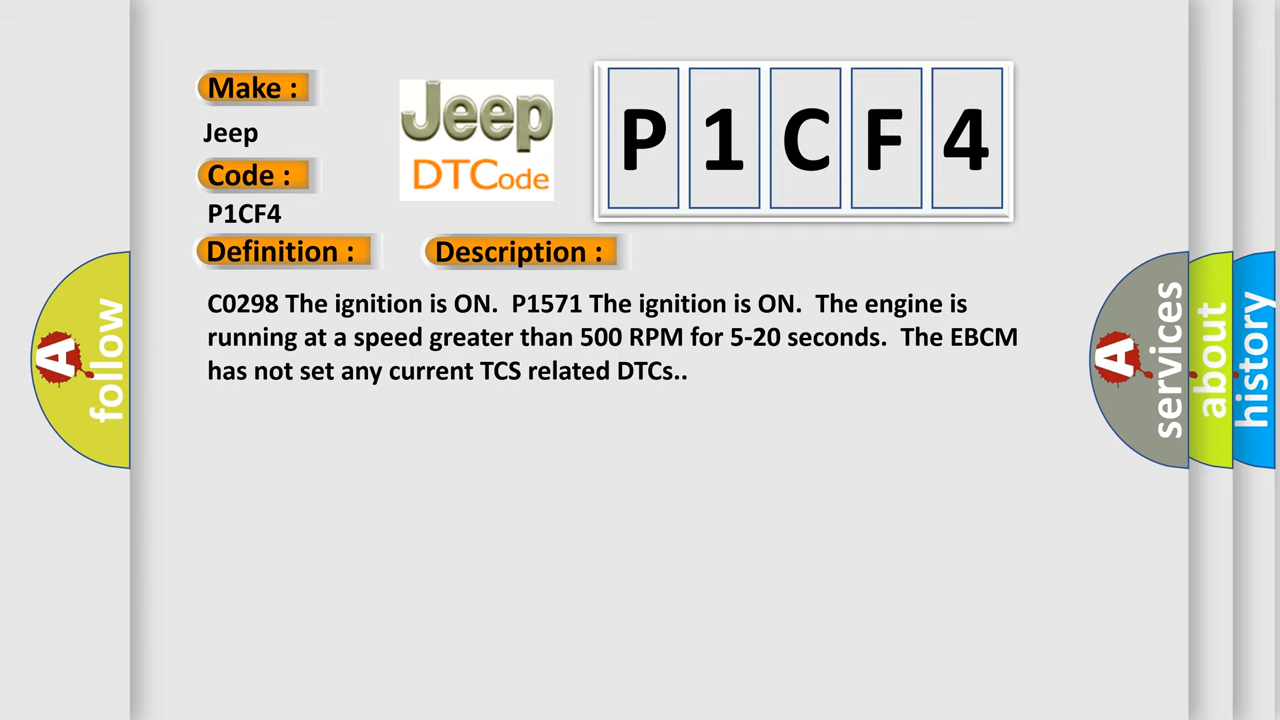 Make :
Jeep
Code :
P1CF4
Jeep
DTCode
P1CF4
Definition :
Description :
C0298 The ignition is ON. P1571 The ignition is ON. The engine is
running at a speed greater than 500 RPM for 5-20 seconds. The EBCM
has not set any current TCS related DTCs..
A
follow
A
services
about
history